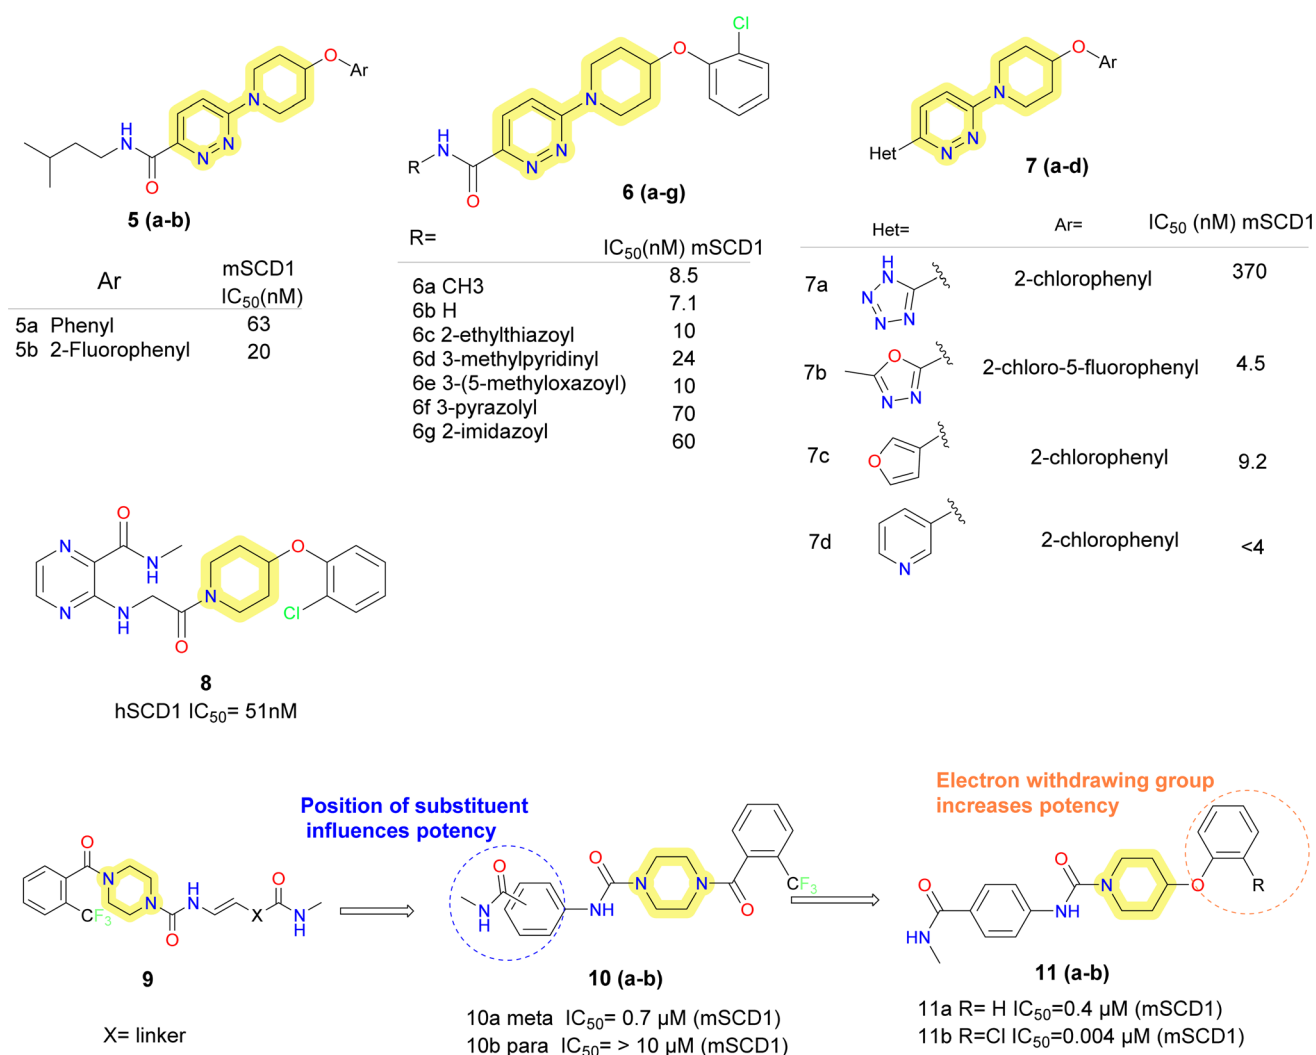 O
Ar
H
N
O
N
N
N
5 (a-b)
Ar
mSCD1
IC50(nM)
5a Phenyl 63
5b 2-Fluorophenyl 20
Cl
O
N
N
N
H
N
R
O
6 (a-g)
R=
IC50(nM) mSCD1
6a CH3 8.5
6b H 7.1
6c 2-ethylthiazoyl 10
6d 3-methylpyridinyl 24
6e 3-(5-methyloxazoyl) 10
6f 3-pyrazolyl 70
6g 2-imidazoyl 60
O
Ar
N
N
N
Het
7 (a-d)
Het= Ar= IC50 (nM) mSCD1
7a H N N N N 2-chlorophenyl 370
7b O N N 2-chloro-5-fluorophenyl 4.5
7c O 2-chlorophenyl 9.2
7d N 2-chlorophenyl <4
O
N
N
H
N
N
H
O
N
O
Cl
8
hSCD1 IC50= 51nM
Position of substituent
influences potency
Electron withdrawing group
increases potency
O
N
CF3
N
O
H
N
X
O
N
H
9
X= linker
O
N
H
O
NH
N
N
O
CF3
10 (a-b)
10a meta IC50= 0.7 µM (mSCD1)
10b para IC50= > 10 µM (mSCD1)
O
HN
NH
O
N
O
R
11 (a-b)
11a R= H IC50=0.4 µM (mSCD1)
11b R=Cl IC50=0.004 µM (mSCD1)